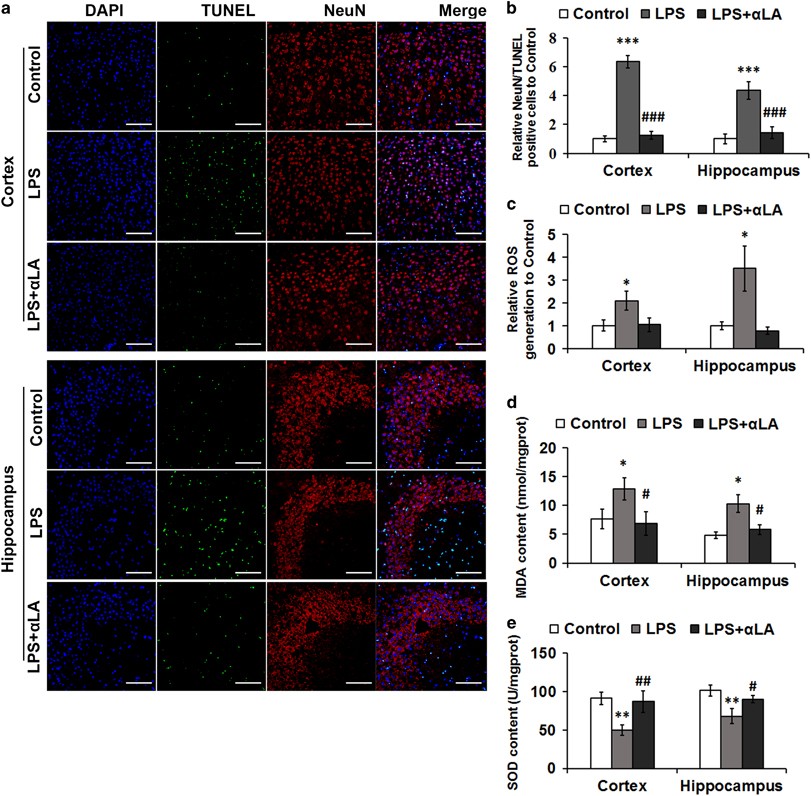 a
DAPI TUNEL NeuN Merge
Cortex
Control
LPS
LPS+αLA
Hippocampus
Control
LPS
LPS+αLA
b
Control LPS LPS+αLA
Relative NeuN/TUNEL
positive cells to Control
8
6
4
2
0
***
###
***
###
Cortex Hippocampus
c
Control LPS LPS+αLA
Relative ROS
generation to Control
5
4
3
2
1
0
*
*
Cortex Hippocampus
d
Control LPS LPS+αLA
MDA content (nmol/mgprot)
20
15
10
5
0
*
#
*
#
Cortex Hippocampus
e
Control LPS LPS+αLA
SOD content (U/mgprot)
150
100
50
0
**
##
**
#
Cortex Hippocampus